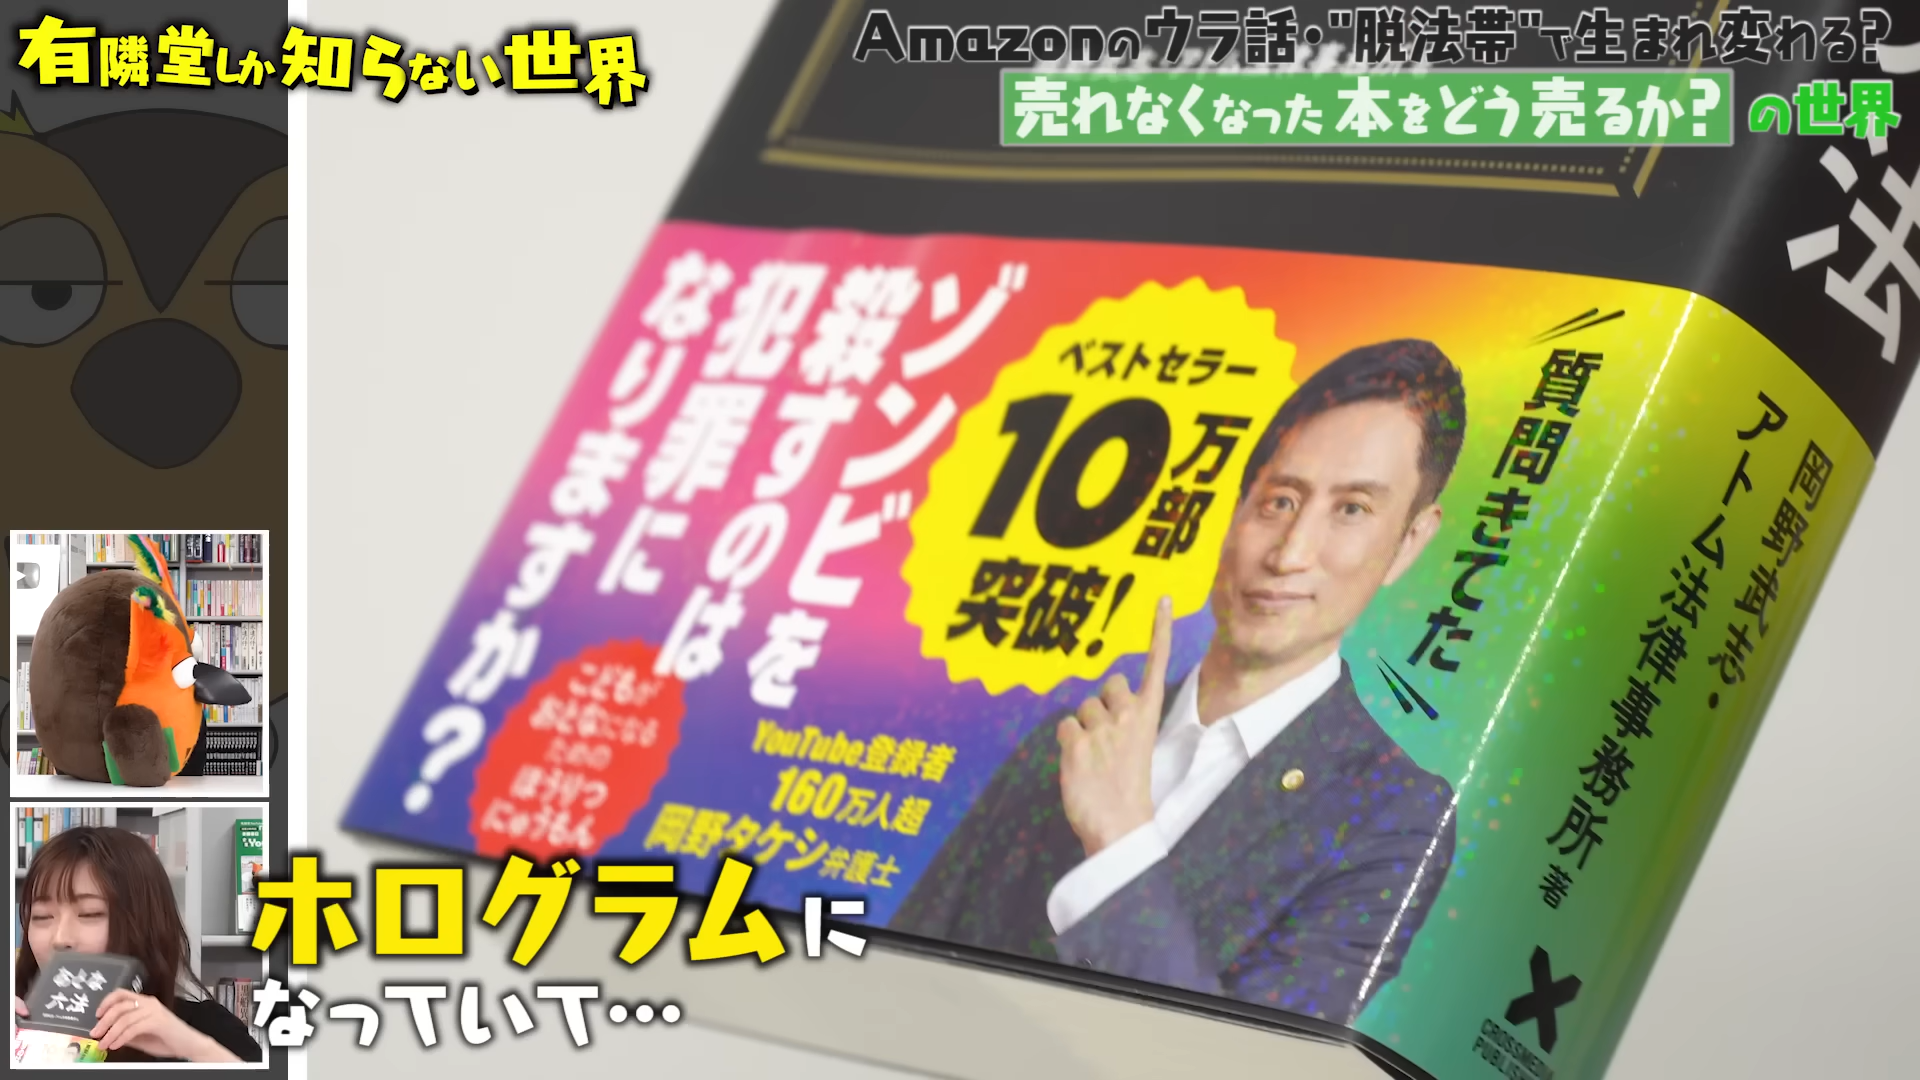 有隣堂しか知らない世界
Amazonのウラ話・"脱法帯"で生まれ変わる?
売れなくなった本をどう売るか?の世界
法
ゾンビを
殺すのは
犯罪に
なりますか?
ベストセラー
10万部
突破!
質問きてた
こどもが
おとなになる
ための
ほうりつ
にゅうもん
YouTube登録者
160万人超
岡野タケシ弁護士
岡野武志・
アトム法律事務所 著
CROSSMEDIA
PUBLISHING
ホログラムに
なっていて…